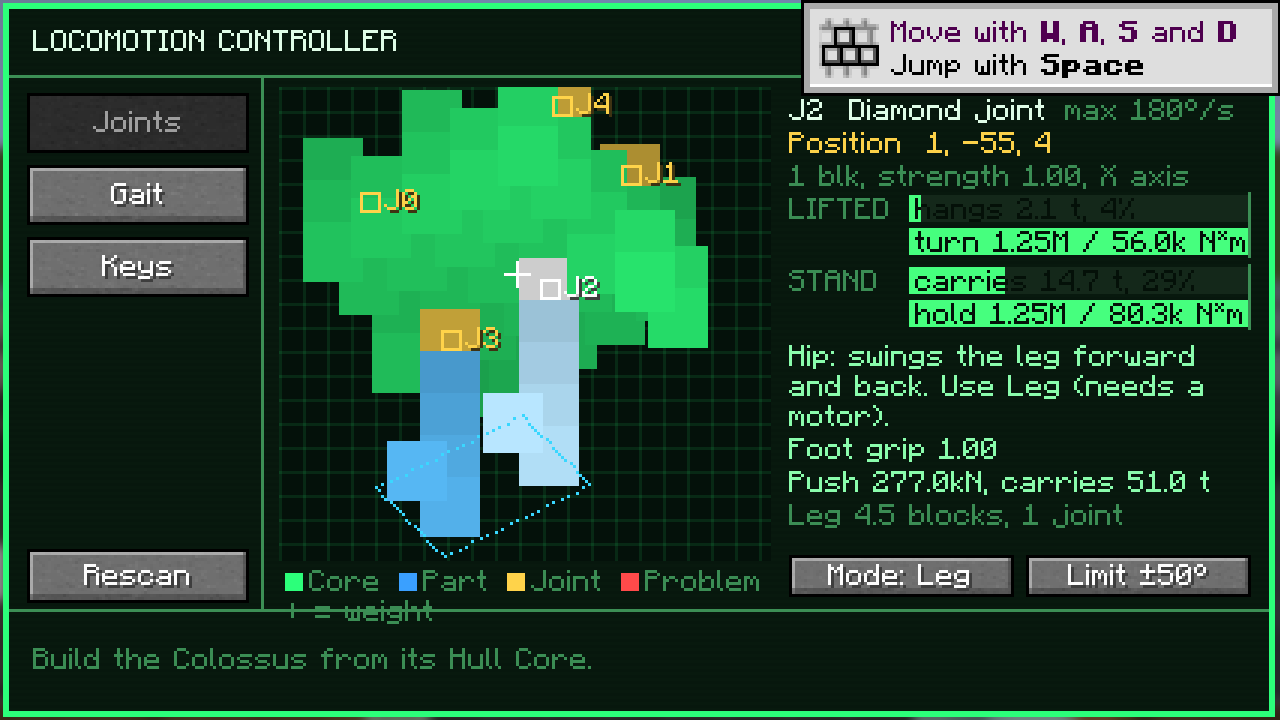 LOCOMOTION CONTROLLER
Move with W, A, S and D
Jump with Space
Joints
Gait
Keys
Rescan
J4
J1
J0
J2
J3
Core Part Joint Problem
+ = weight
J2 Diamond joint max 180º/s
Position 1, -55, 4
1 blk, strength 1.00, X axis
LIFTED hangs 2.1 t, 4%
turn 1.25M / 56.0k N*m
STAND carries 14.7 t, 29%
hold 1.25M / 80.3k N*m
Hip: swings the leg forward
and back. Use Leg (needs a
motor).
Foot grip 1.00
Push 277.0kN, carries 51.0 t
Leg 4.5 blocks, 1 joint
Mode: Leg
Limit ±50º
Build the Colossus from its Hull Core.